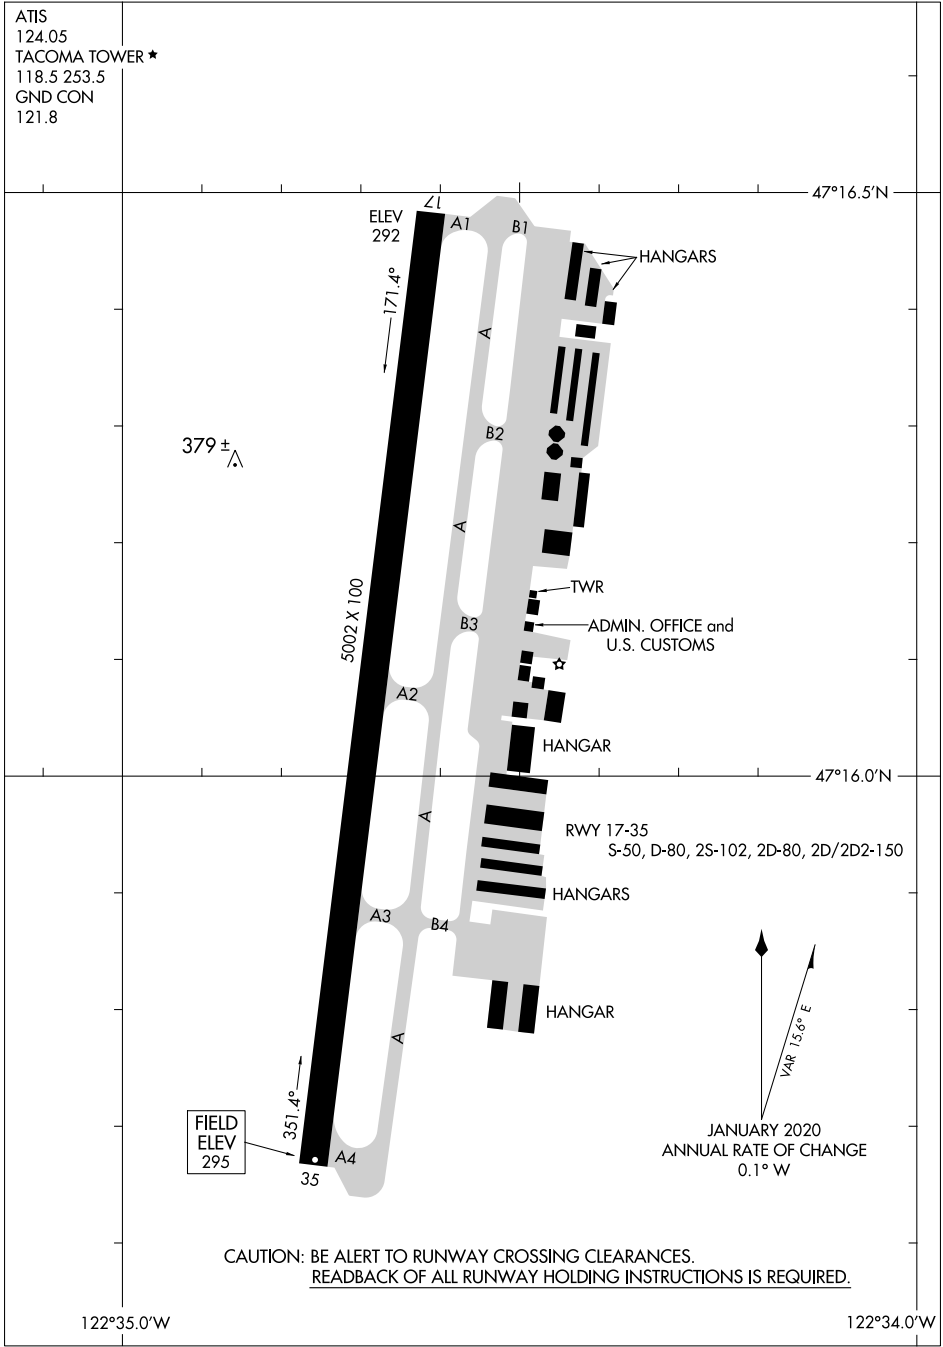 ATIS
124.05
TACOMA TOWER ★
118.5 253.5
GND CON
121.8
47°16.5'N
17
ELEV
292
A1
B1
HANGARS
171.4°
A
379 ±
B2
A
5002 X 100
TWR
B3
ADMIN. OFFICE and
U.S. CUSTOMS
A2
HANGAR
47°16.0'N
A
RWY 17-35
S-50, D-80, 2S-102, 2D-80, 2D/2D2-150
HANGARS
A3
B4
HANGAR
A
VAR 15.6° E
351.4°
FIELD
ELEV
295
A4
35
JANUARY 2020
ANNUAL RATE OF CHANGE
0.1° W
CAUTION: BE ALERT TO RUNWAY CROSSING CLEARANCES.
READBACK OF ALL RUNWAY HOLDING INSTRUCTIONS IS REQUIRED.
122°35.0'W
122°34.0'W